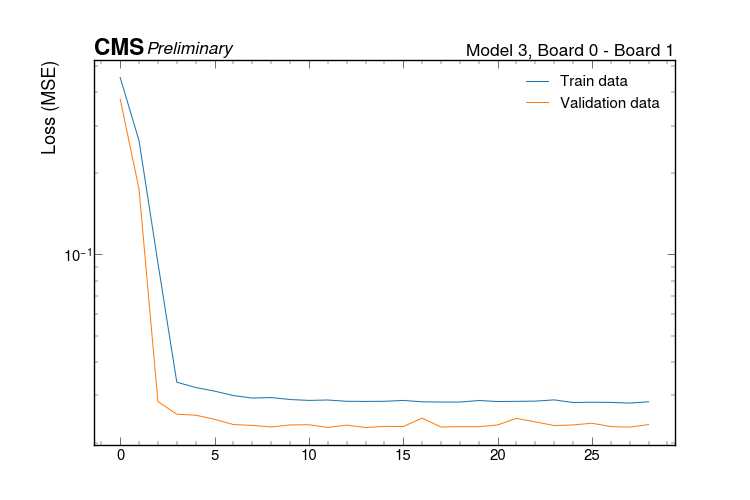 CMS Preliminary
Model 3, Board 0 - Board 1
Loss (MSE)
Train data
Validation data
10⁻¹
0 5 10 15 20 25